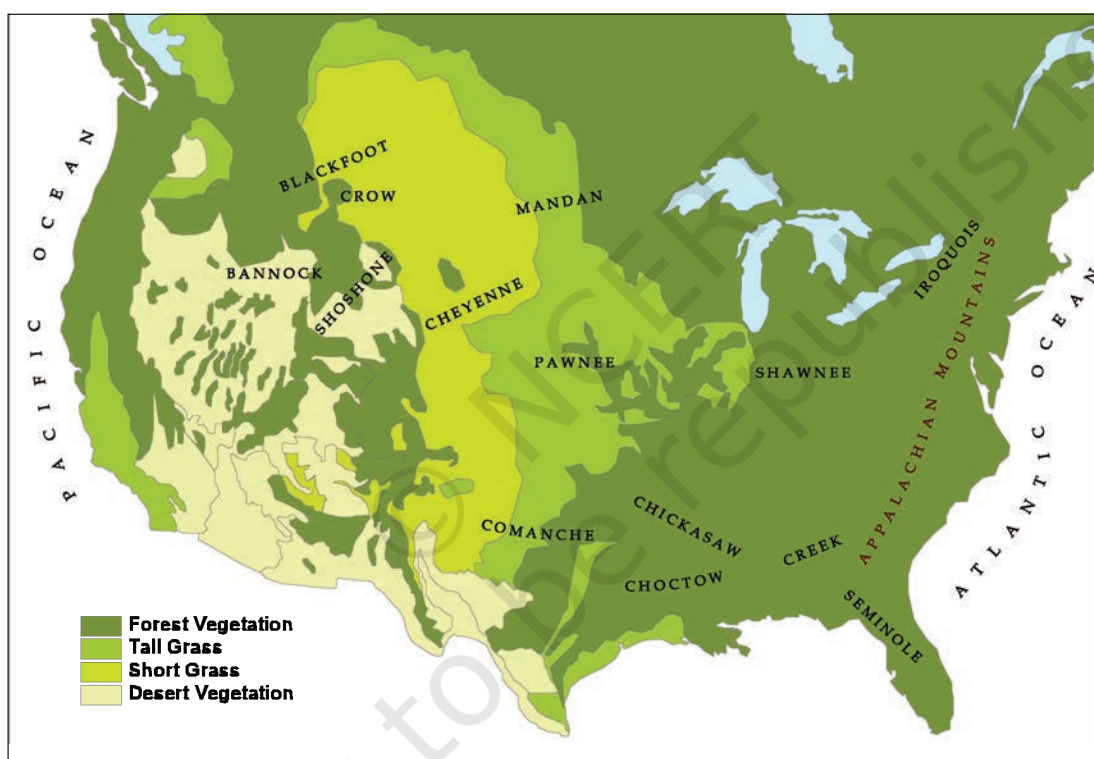 PACIFIC OCEAN
BLACKFOOT
CROW
MANDAN
IROQUOIS
BANNOCK
SHOSHONE
CHEYENNE
PAWNEE
SHAWNEE
APPALACHIAN MOUNTAINS
ATLANTIC OCEAN
COMANCHE
CHICKASAW
CREEK
CHOCTOW
SEMINOLE
Forest Vegetation
Tall Grass
Short Grass
Desert Vegetation
© NCERT
to be republishe